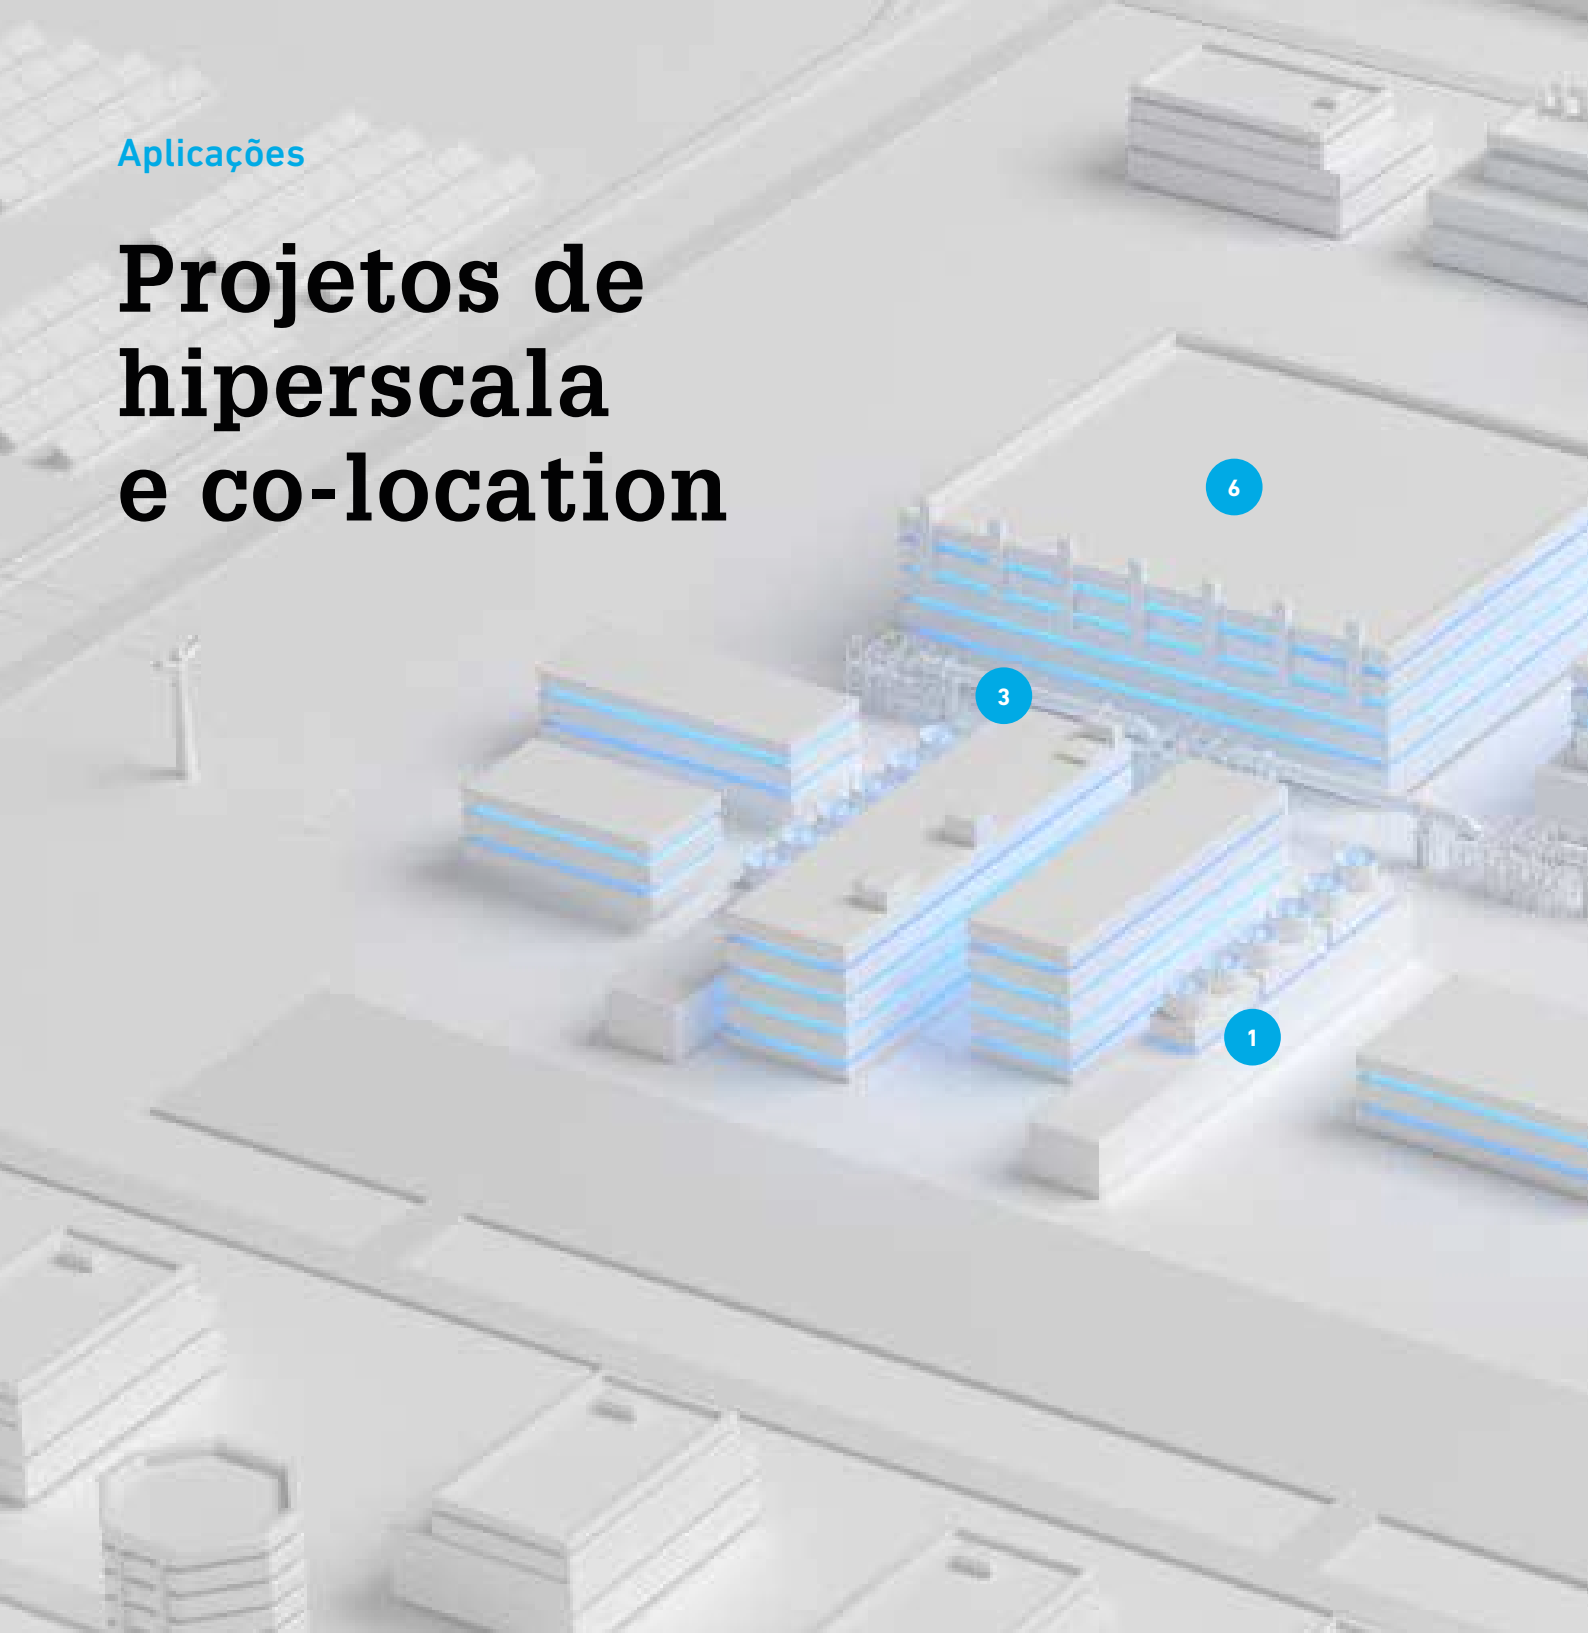 Aplicações
Projetos de
hiperscala
e co-location
6
3
1